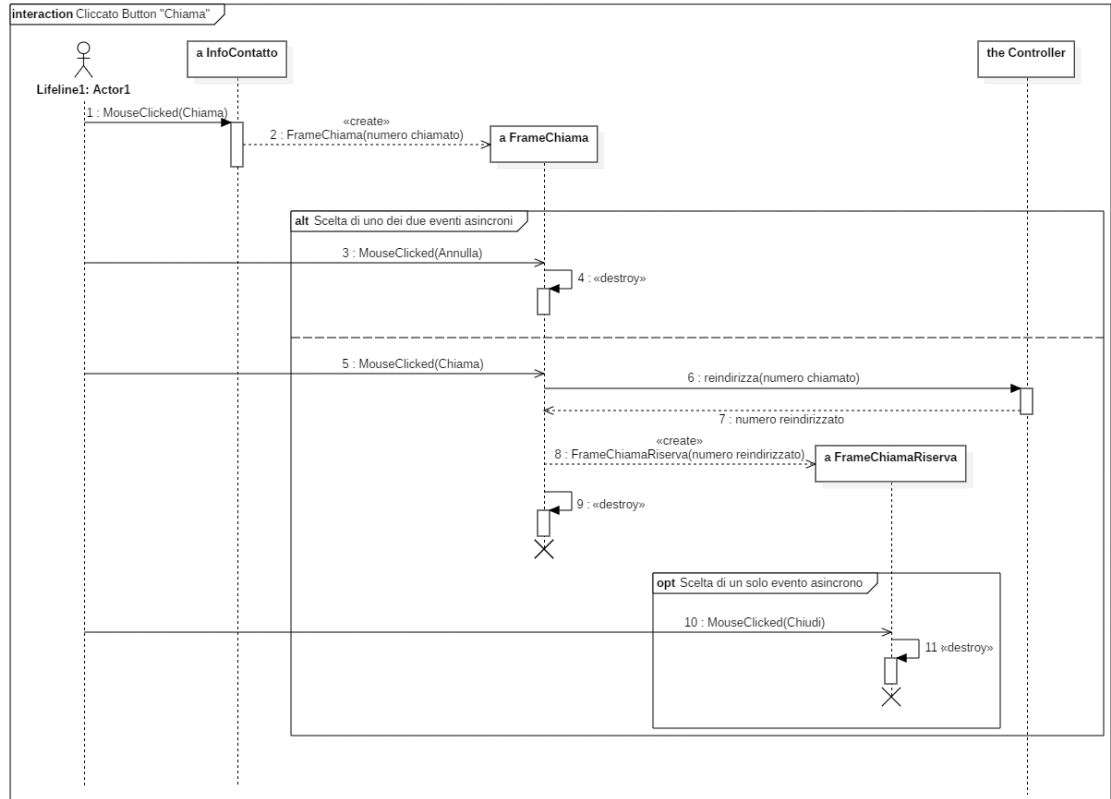 interaction Cliccato Button "Chiama"
a InfoContatto
the Controller
Lifeline1: Actor1
1 : MouseClicked(Chiama)
«create»
2 : FrameChiama(numero chiamato)
a FrameChiama
alt Scelta di uno dei due eventi asincroni
3 : MouseClicked(Annulla)
4 : «destroy»
5 : MouseClicked(Chiama)
6 : reindirizza(numero chiamato)
7 : numero reindirizzato
«create»
8 : FrameChiamaRiserva(numero reindirizzato)
a FrameChiamaRiserva
9 : «destroy»
opt Scelta di un solo evento asincrono
10 : MouseClicked(Chiudi)
11 : «destroy»